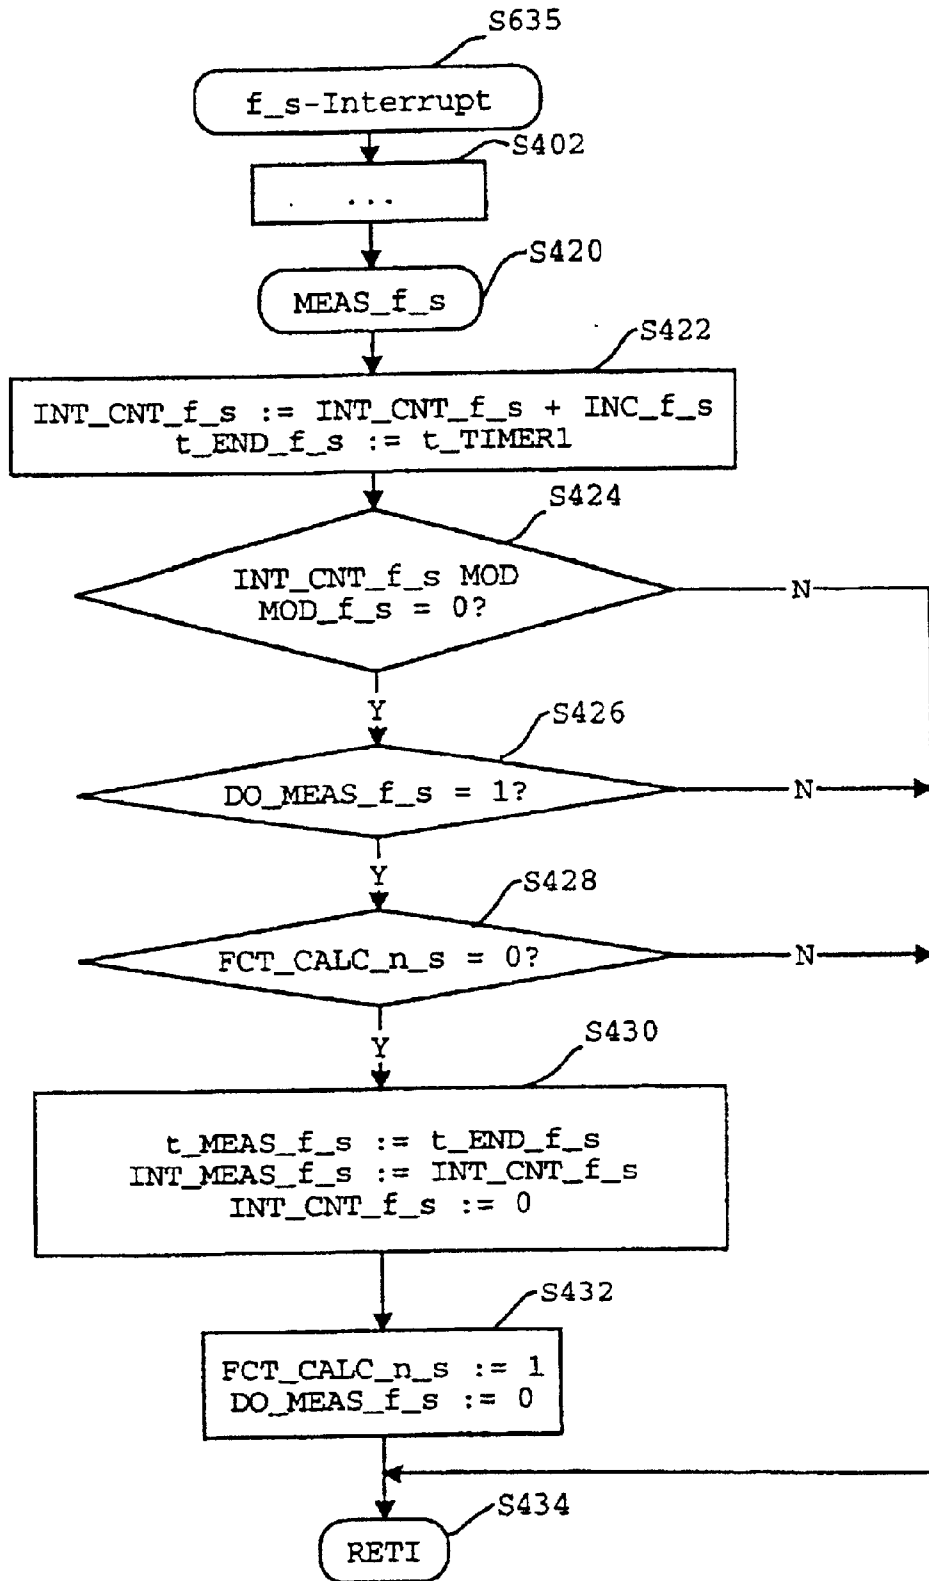 S635
f_s-Interrupt
S402
...
S420
MEAS_f_s
S422
INT_CNT_f_s := INT_CNT_f_s + INC_f_s
t_END_f_s := t_TIMER1
S424
INT_CNT_f_s MOD
MOD_f_s = 0?
N
Y
S426
DO_MEAS_f_s = 1?
N
Y
S428
FCT_CALC_n_s = 0?
N
Y
S430
t_MEAS_f_s := t_END_f_s
INT_MEAS_f_s := INT_CNT_f_s
INT_CNT_f_s := 0
S432
FCT_CALC_n_s := 1
DO_MEAS_f_s := 0
S434
RETI